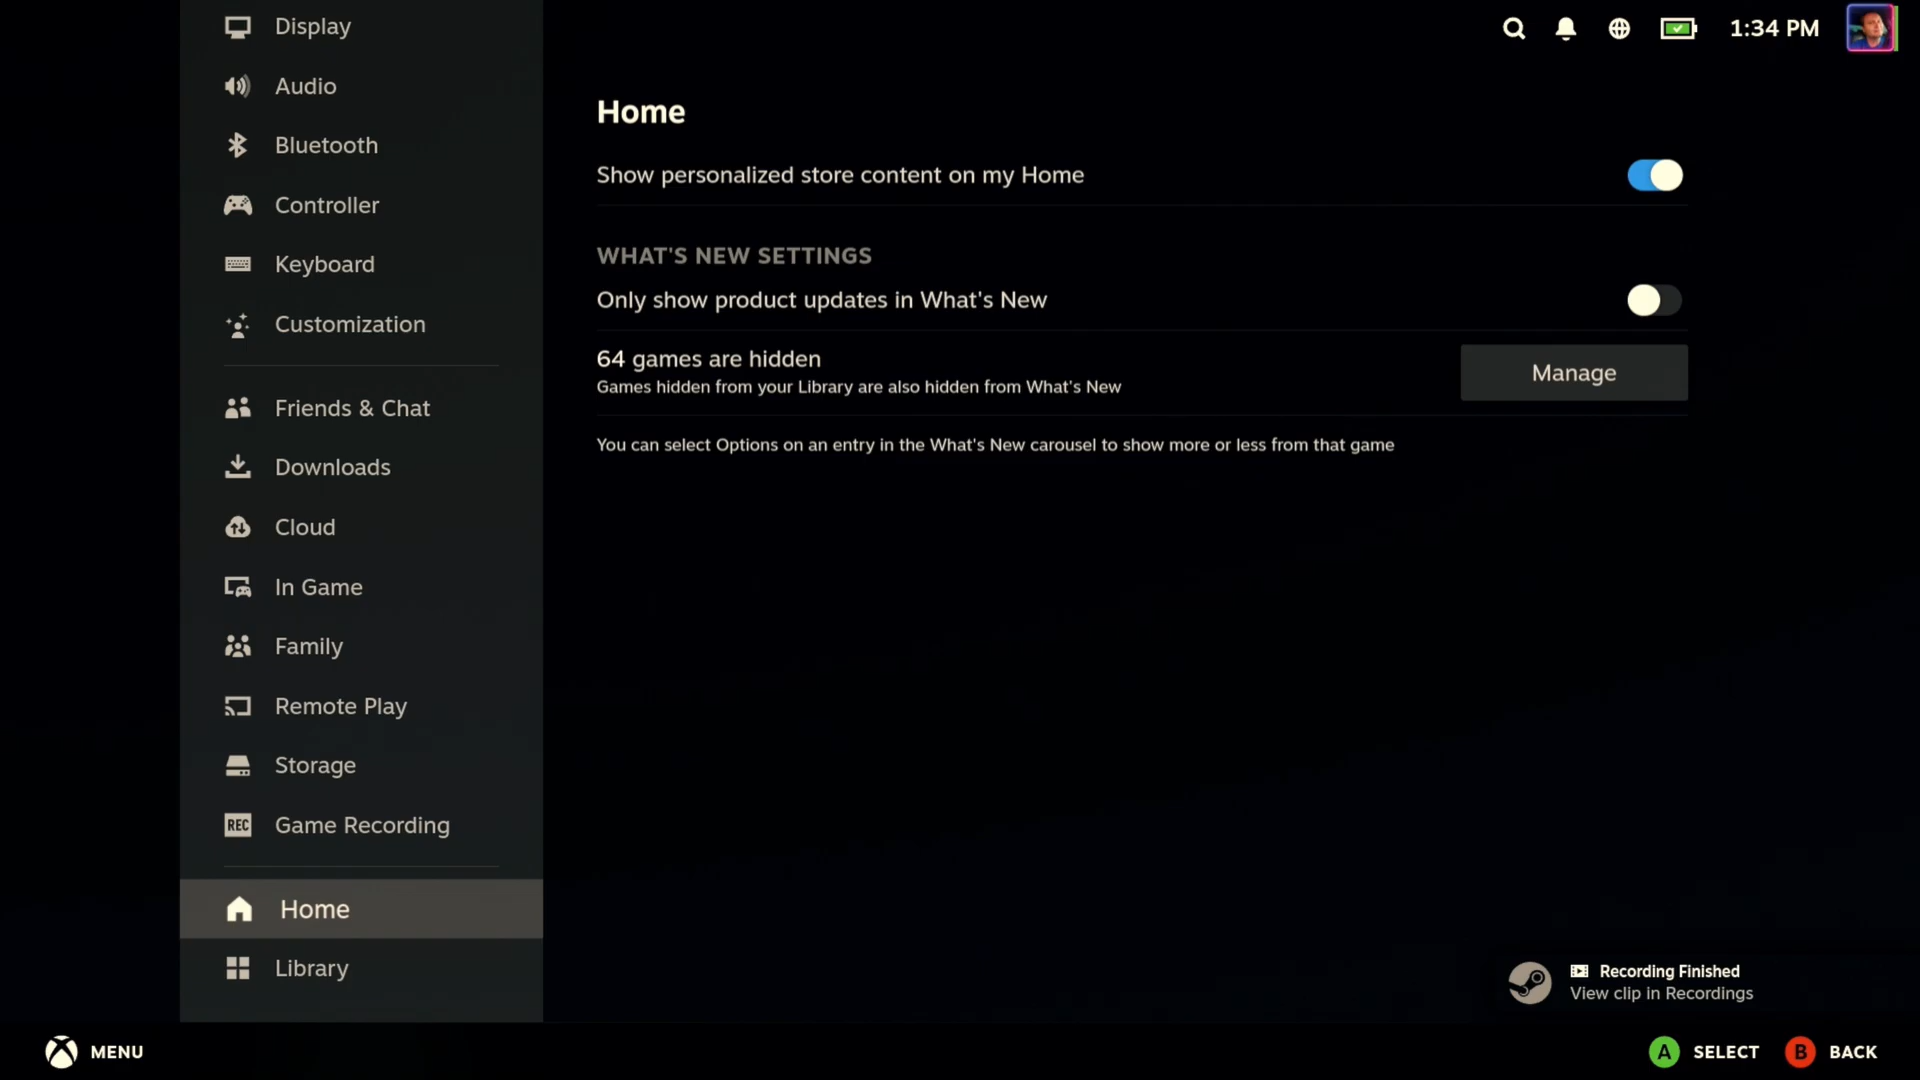 Display
Audio
Bluetooth
Controller
Keyboard
Customization
Friends & Chat
Downloads
Cloud
In Game
Family
Remote Play
Storage
REC Game Recording
Home
Library
1:34 PM
Home
Show personalized store content on my Home
WHAT'S NEW SETTINGS
Only show product updates in What's New
64 games are hidden
Games hidden from your Library are also hidden from What's New
Manage
You can select Options on an entry in the What's New carousel to show more or less from that game
Recording Finished
View clip in Recordings
MENU
A SELECT
B BACK